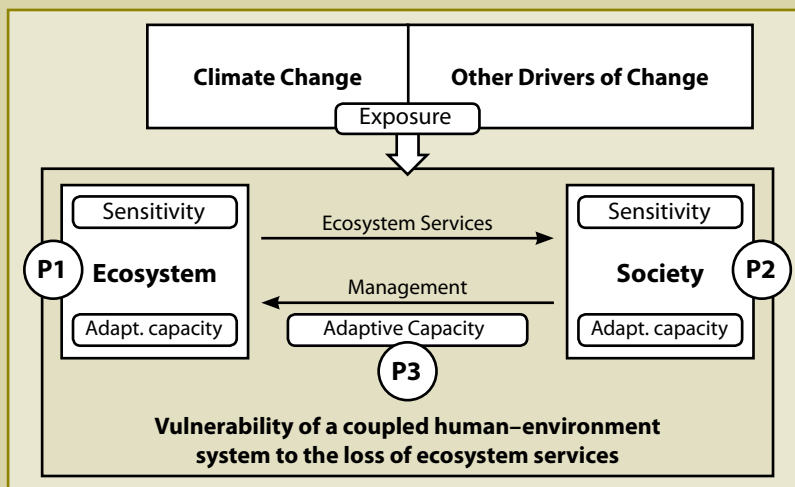 Climate Change
Other Drivers of Change
Exposure
Sensitivity
Ecosystem Services
Sensitivity
P1
Ecosystem
Society
P2
Management
Adapt. capacity
Adaptive Capacity
Adapt. capacity
P3
Vulnerability of a coupled human–environment
system to the loss of ecosystem services